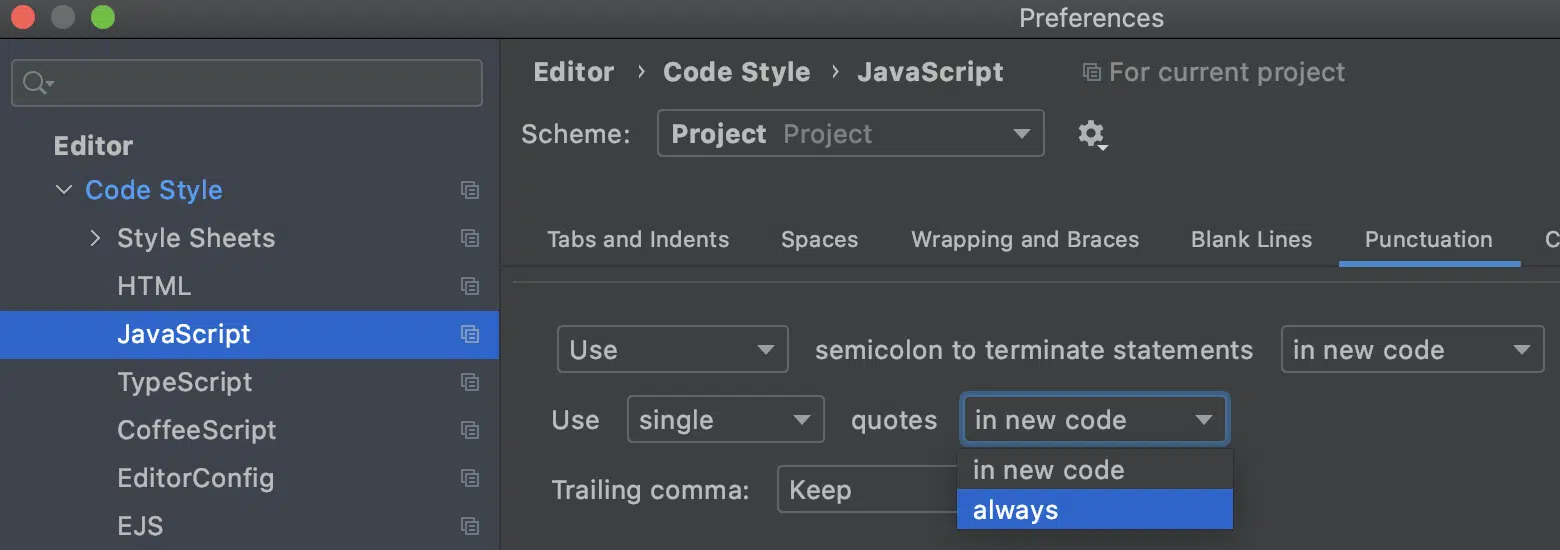 Preferences
Editor
Code Style
Style Sheets
HTML
JavaScript
TypeScript
CoffeeScript
EditorConfig
EJS
Editor › Code Style › JavaScript For current project
Scheme: Project Project
Tabs and Indents Spaces Wrapping and Braces Blank Lines Punctuation C
Use semicolon to terminate statements in new code
Use single quotes in new code
in new code
always
Trailing comma: Keep